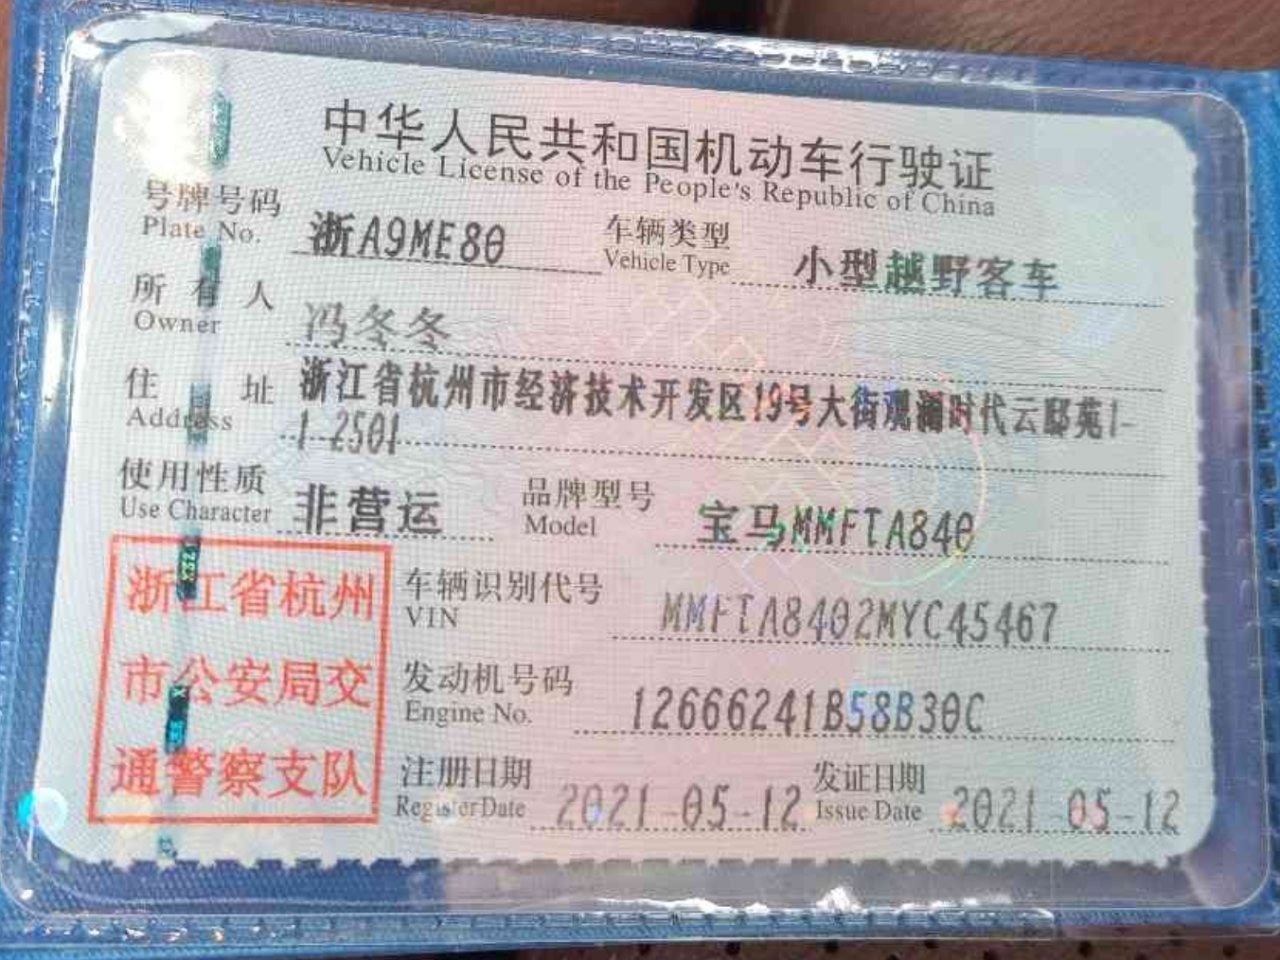 中华人民共和国机动车行驶证
Vehicle License of the People's Republic of China
号牌号码 浙A9ME80 车辆类型 小型越野客车
Plate No. Vehicle Type
所有人 冯冬冬
Owner
住址 浙江省杭州市经济技术开发区19号大街观澜时代云邸苑1-
Address 1-2501
使用性质 非营运 品牌型号 宝马MMFTA840
Use Character Model
浙江省杭州
市公安局交
通警察支队
车辆识别代号 MMFTA8402MYC45467
VIN
发动机号码 12666241B58B30C
Engine No.
注册日期 2021-05-12 发证日期 2021-05-12
Register Date Issue Date